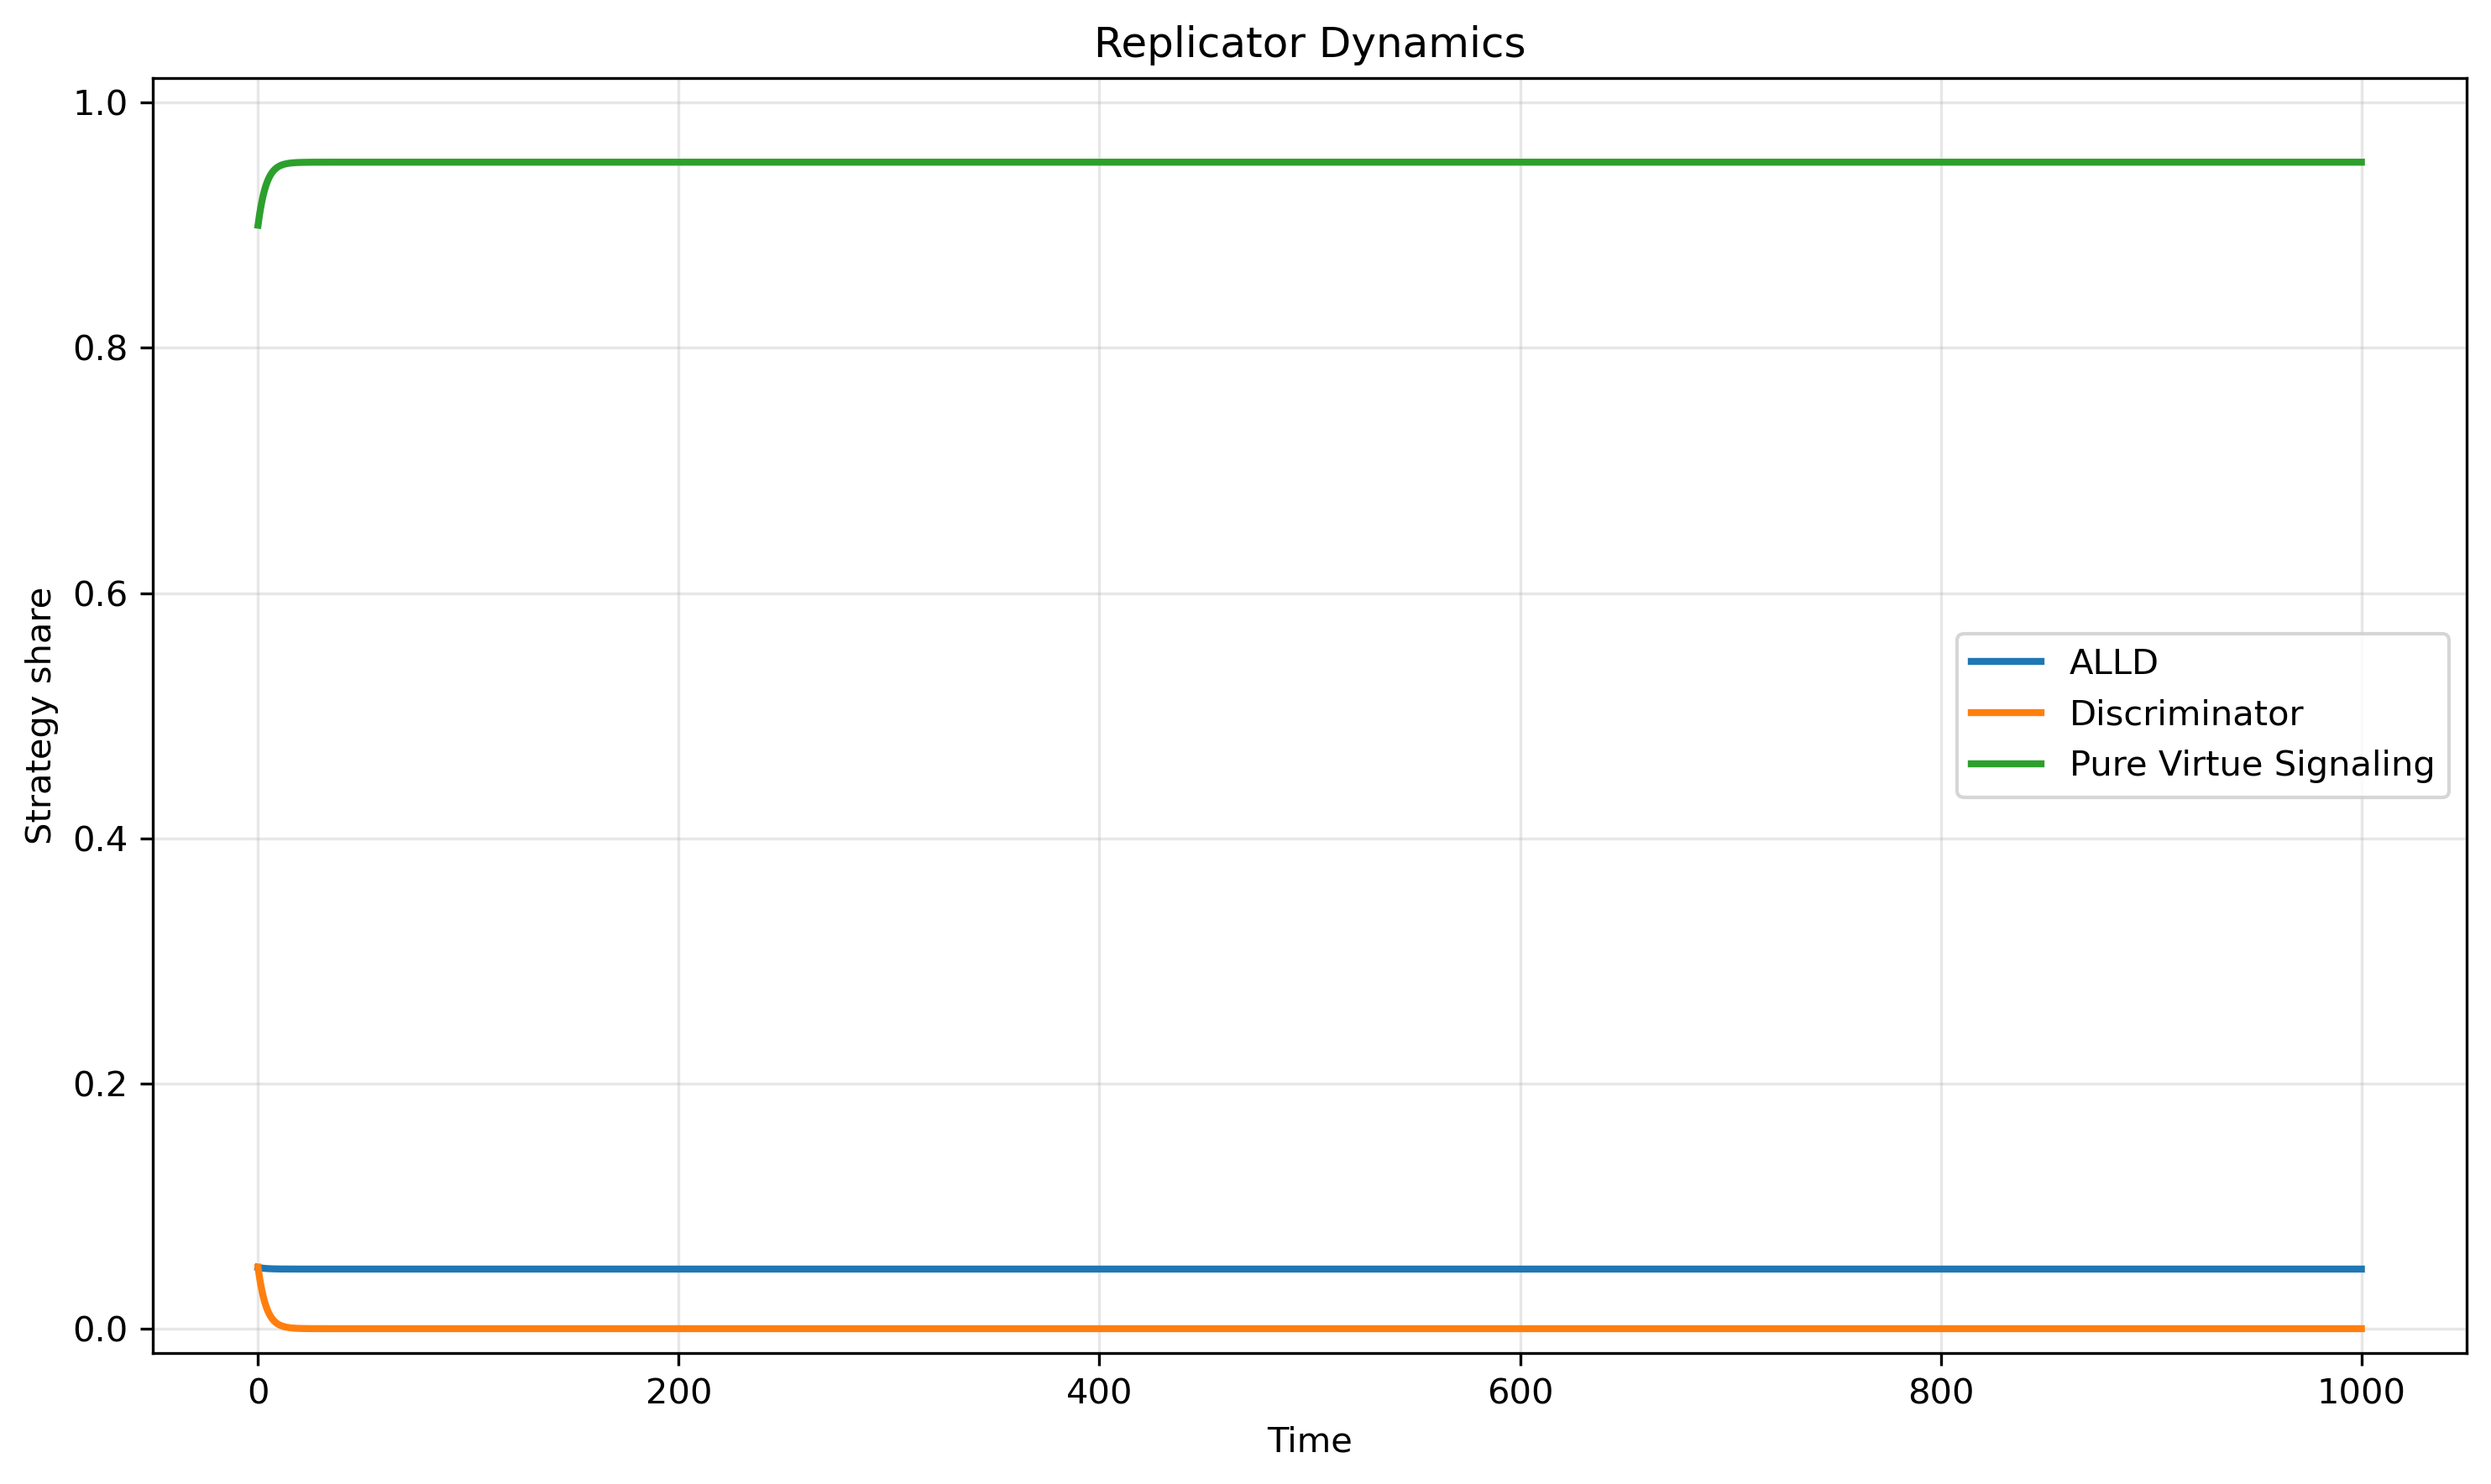 Replicator Dynamics
1.0
0.8
0.6
0.4
0.2
0.0
Strategy share
ALLD
Discriminator
Pure Virtue Signaling
0
200
400
600
800
1000
Time